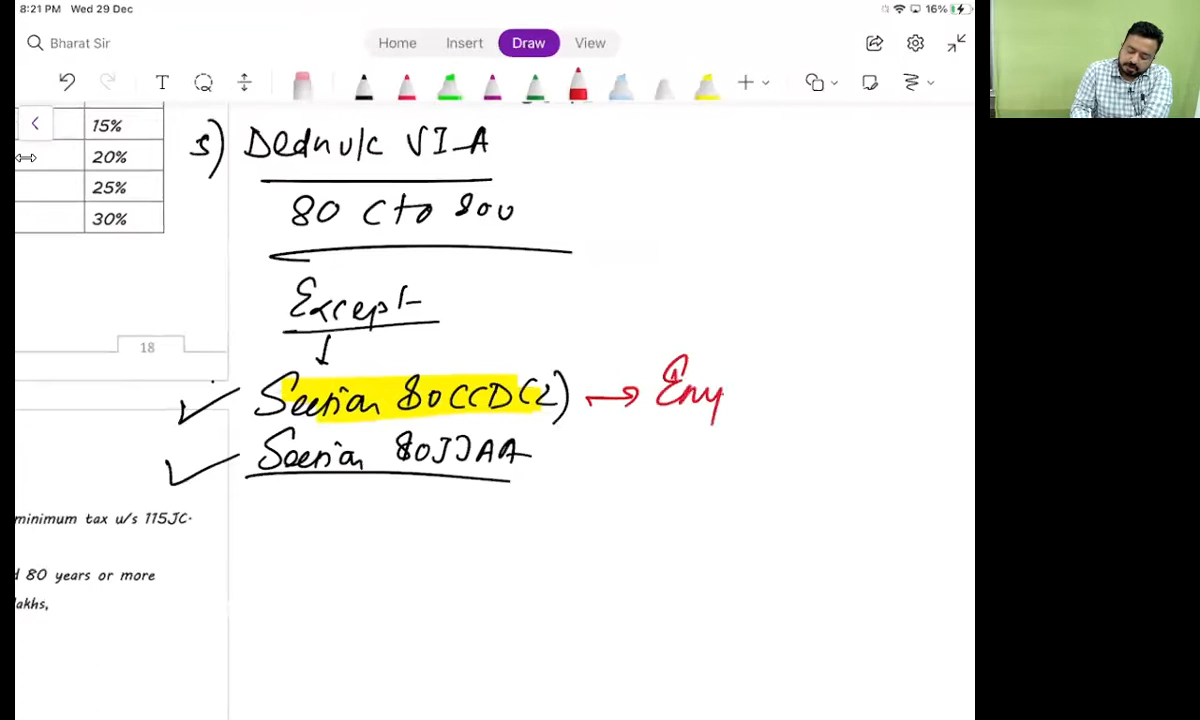 8:21 PM Wed 29 Dec
16%
Bharat Sir
Home Insert Draw View
T
15%
20%
25%
30%
5) Dedn u/c VI-A
80 C to 80U
Except
Section 80CCD(2) → Emp
Section 80JJAA
18
minimum tax u/s 115JC.
d 80 years or more
lakhs,